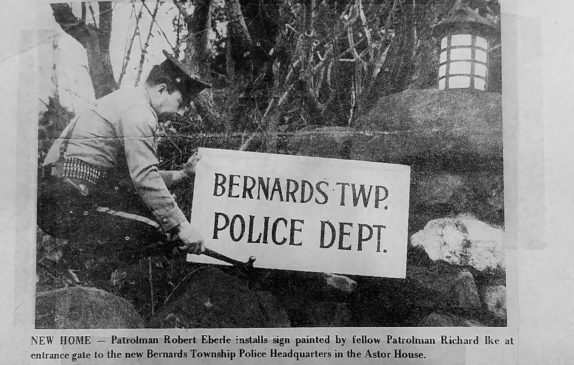 BERNARDS TWP.
POLICE DEPT.
NEW HOME — Patrolman Robert Eberle installs sign painted by fellow Patrolman Richard Ike at
entrance gate to the new Bernards Township Police Headquarters in the Astor House.